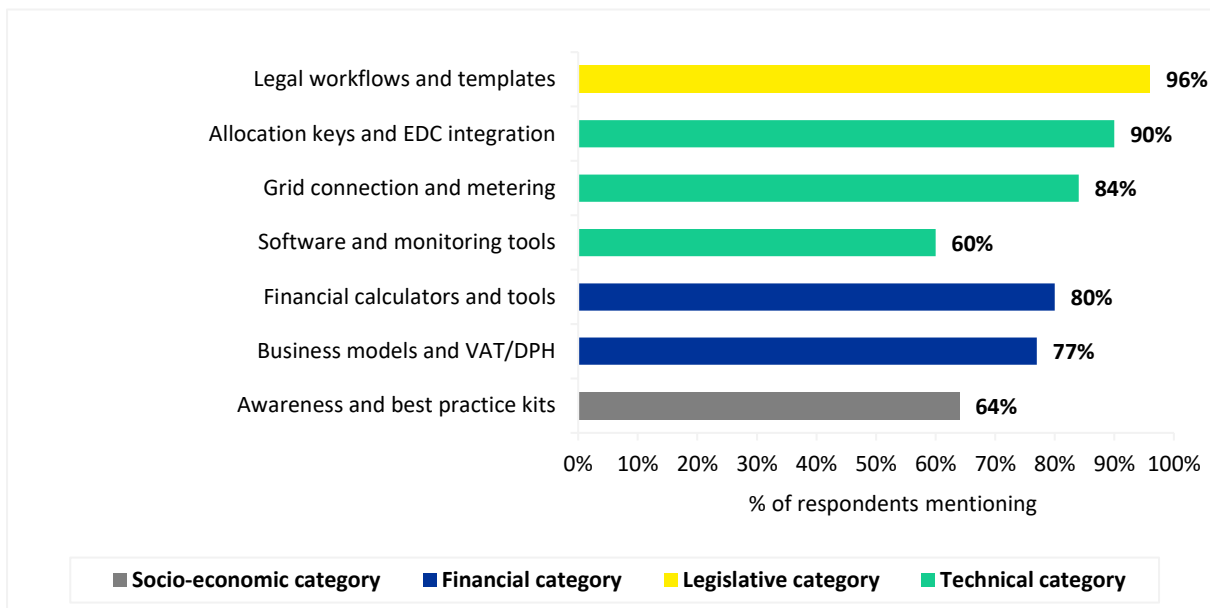 Legal workflows and templates 96%
Allocation keys and EDC integration 90%
Grid connection and metering 84%
Software and monitoring tools 60%
Financial calculators and tools 80%
Business models and VAT/DPH 77%
Awareness and best practice kits 64%
0% 10% 20% 30% 40% 50% 60% 70% 80% 90% 100%
% of respondents mentioning
Socio-economic category Financial category Legislative category Technical category